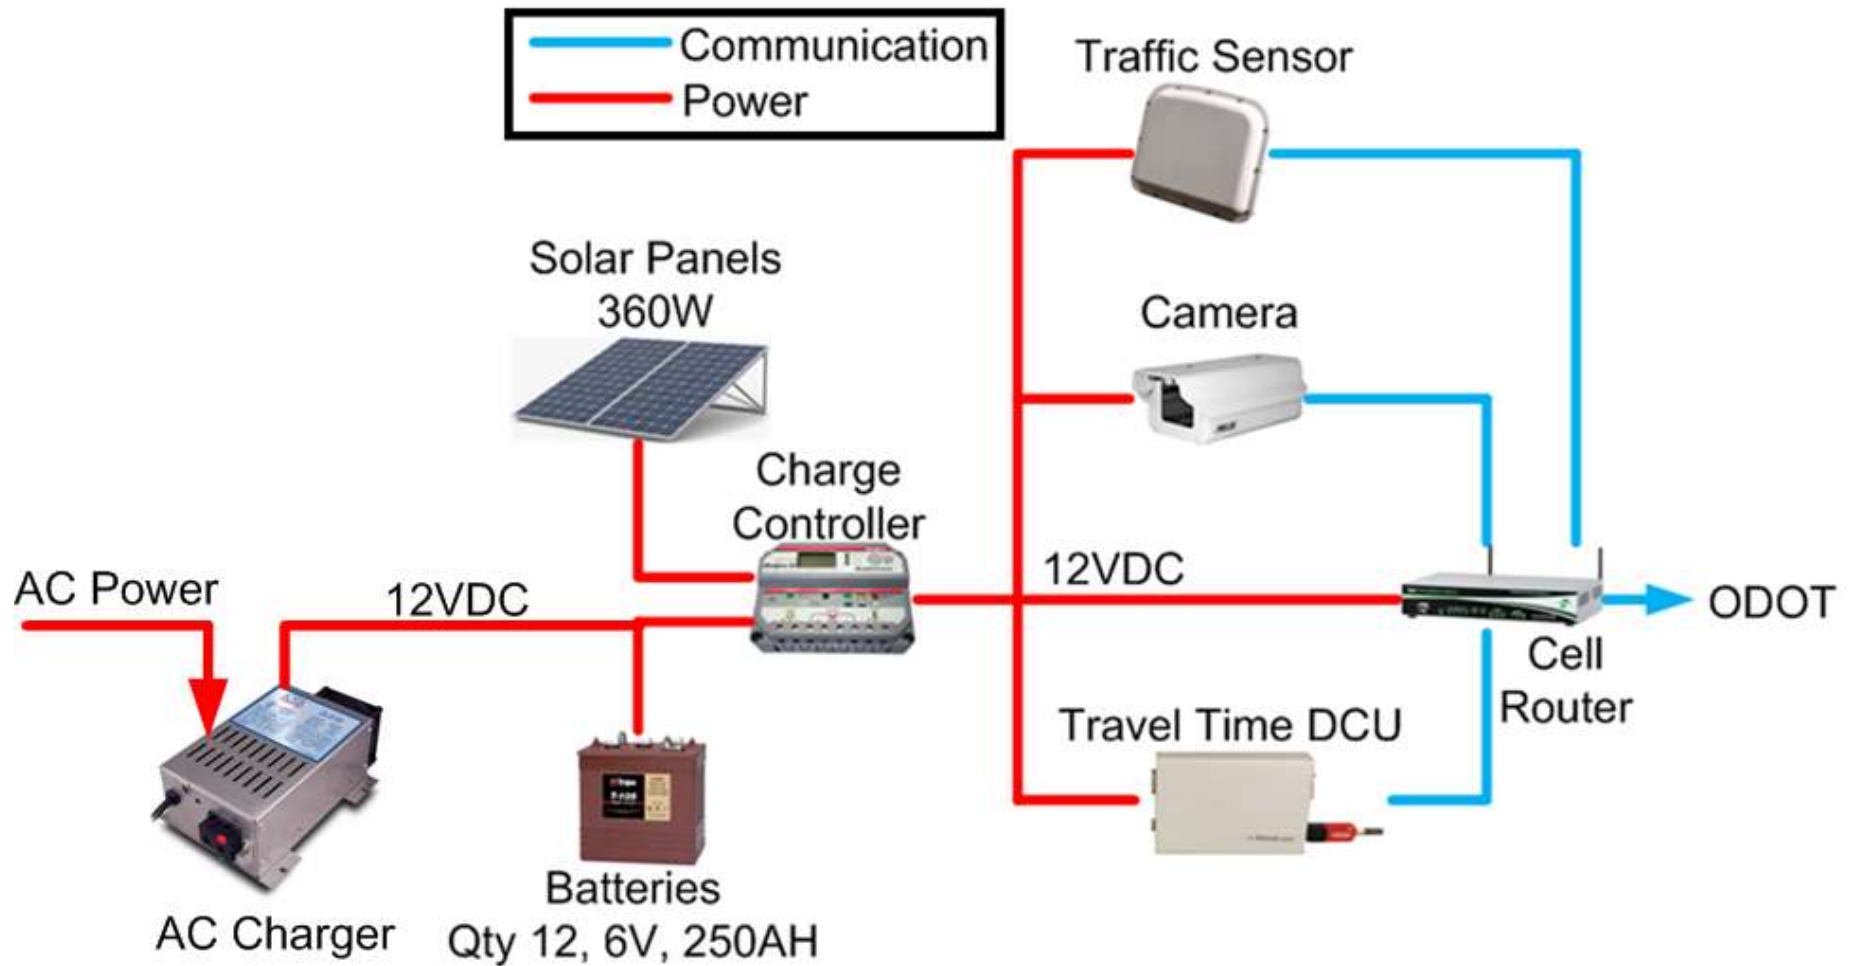 Communication
Power
Traffic Sensor
Solar Panels
360W
Camera
Charge
Controller
AC Power
12VDC
12VDC
ODOT
Cell
Router
Travel Time DCU
Batteries
Qty 12, 6V, 250AH
AC Charger